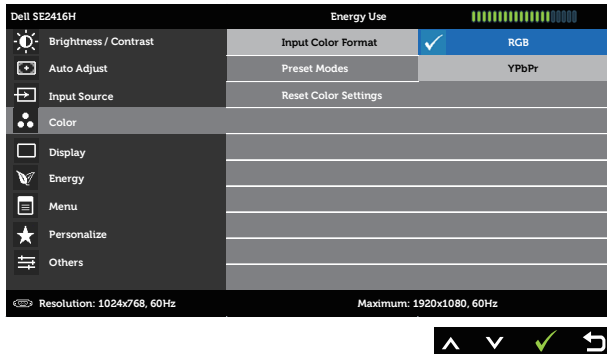 Dell SE2416H Energy Use
Brightness / Contrast Input Color Format RGB
Auto Adjust Preset Modes YPbPr
Input Source Reset Color Settings
Color
Display
Energy
Menu
Personalize
Others
Resolution: 1024x768, 60Hz Maximum: 1920x1080, 60Hz